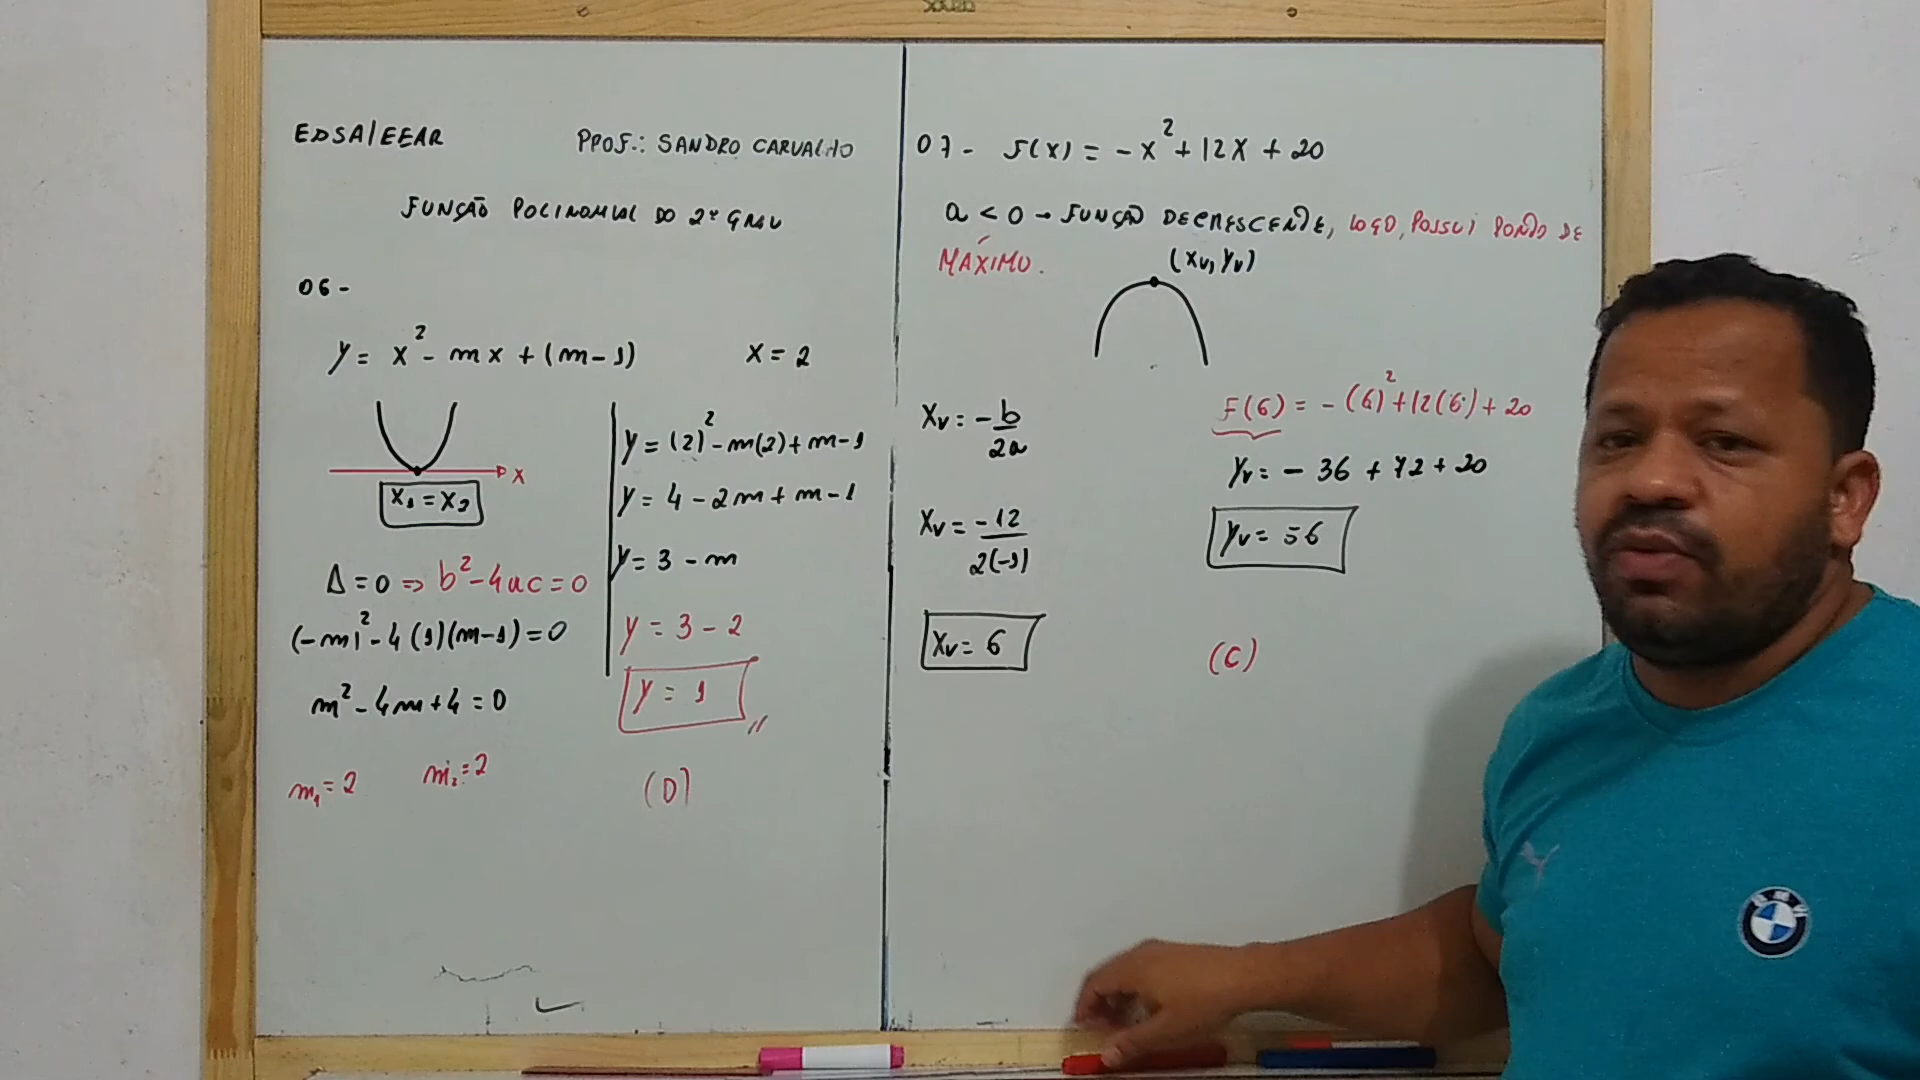 EDSA/EEAR
PROF.: SANDRO CARVALHO
FUNÇÃO POLINOMIAL DO 2º GRAU
06-
y = x² - mx + (m-1)
x = 2
x
x₁ = x₂
Δ = 0 => b² - 4ac = 0
(-m)² - 4(1)(m-1) = 0
m² - 4m + 4 = 0
m₁ = 2 m₂ = 2
y = (2)² - m(2) + m-1
y = 4 - 2m + m - 1
y = 3 - m
y = 3 - 2
y = 1
(D)
07- f(x) = -x² + 12x + 20
a < 0 → FUNÇÃO DECRESCENTE, LOGO, POSSUI PONTO DE
MÁXIMO.
(xv, yv)
xv = -b/2a
xv = -12/2(-1)
xv = 6
F(6) = -(6)² + 12(6) + 20
yv = - 36 + 72 + 20
yv = 56
(C)
BMW